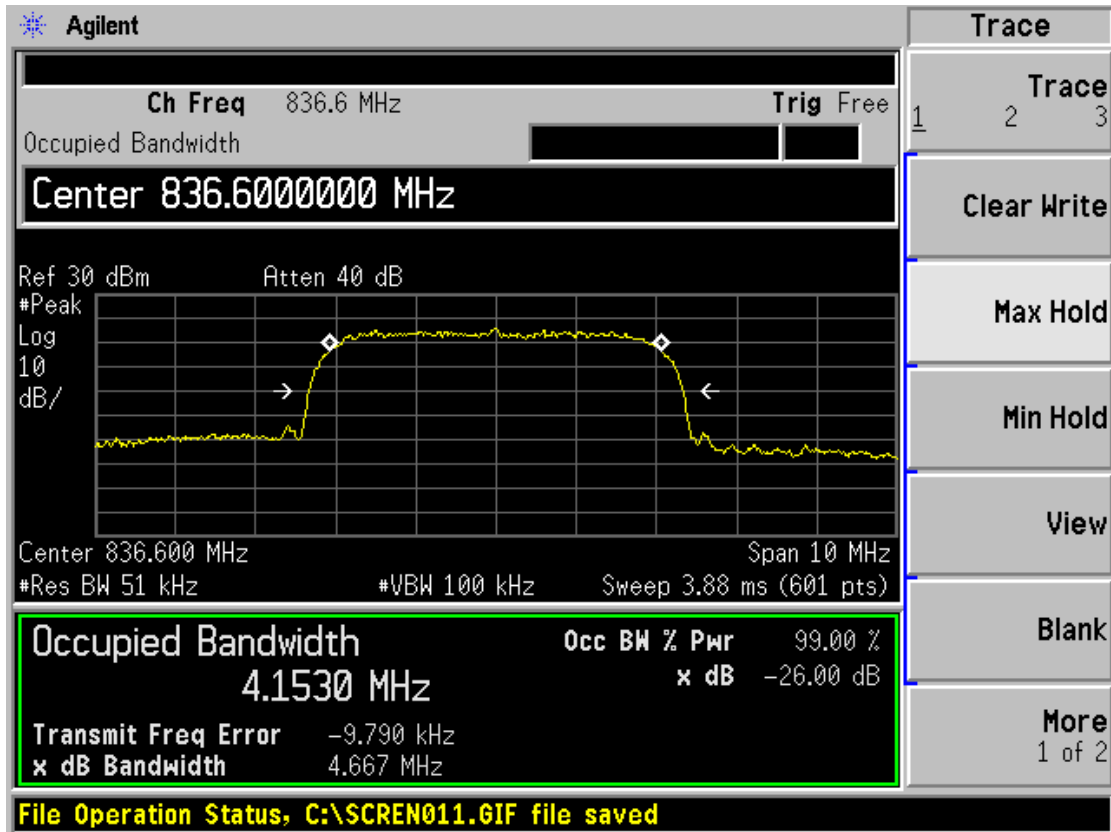 Agilent
Trace
Ch Freq 836.6 MHz Trig Free
Occupied Bandwidth
Center 836.6000000 MHz
Ref 30 dBm Atten 40 dB
#Peak
Log
10
dB/
Center 836.600 MHz Span 10 MHz
#Res BW 51 kHz #VBW 100 kHz Sweep 3.88 ms (601 pts)
Occupied Bandwidth
4.1530 MHz
Occ BW % Pwr 99.00 %
x dB -26.00 dB
Transmit Freq Error -9.790 kHz
x dB Bandwidth 4.667 MHz
File Operation Status, C:\SCREN011.GIF file saved
Trace
1 2 3
Clear Write
Max Hold
Min Hold
View
Blank
More
1 of 2